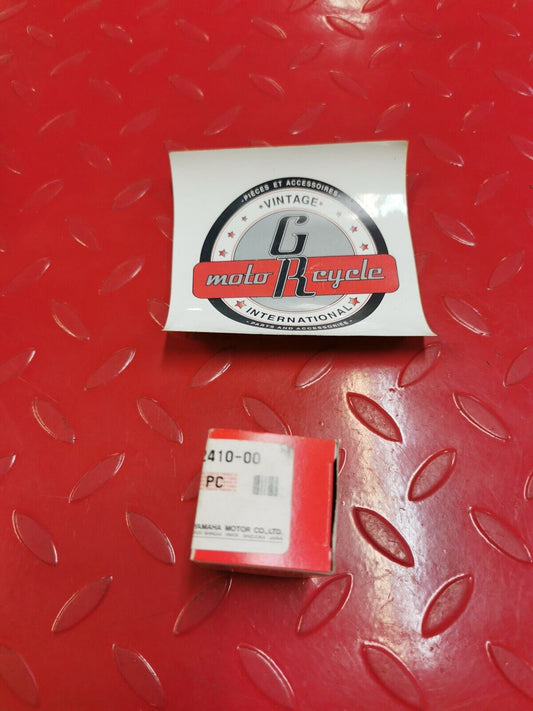 •PIÈCES ET ACCESSOIRES•
•VINTAGE•
G
moto R cycle
INTERNATIONAL
•PARTS AND ACCESSORIES•
2410-00
PC
YAMAHA MOTOR CO.,LTD.